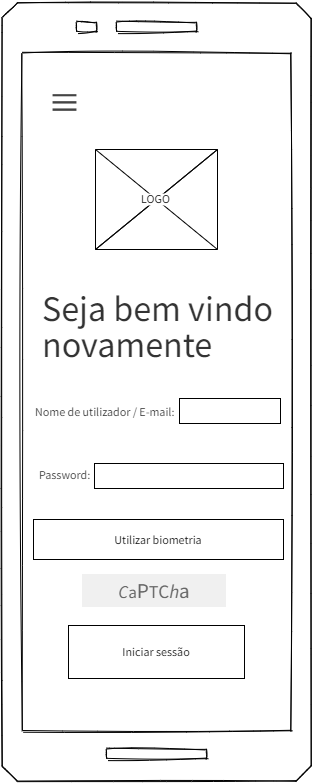 LOGO
Seja bem vindo
novamente
Nome de utilizador / E-mail:
Password:
Utilizar biometria
CaPTCha
Iniciar sessão